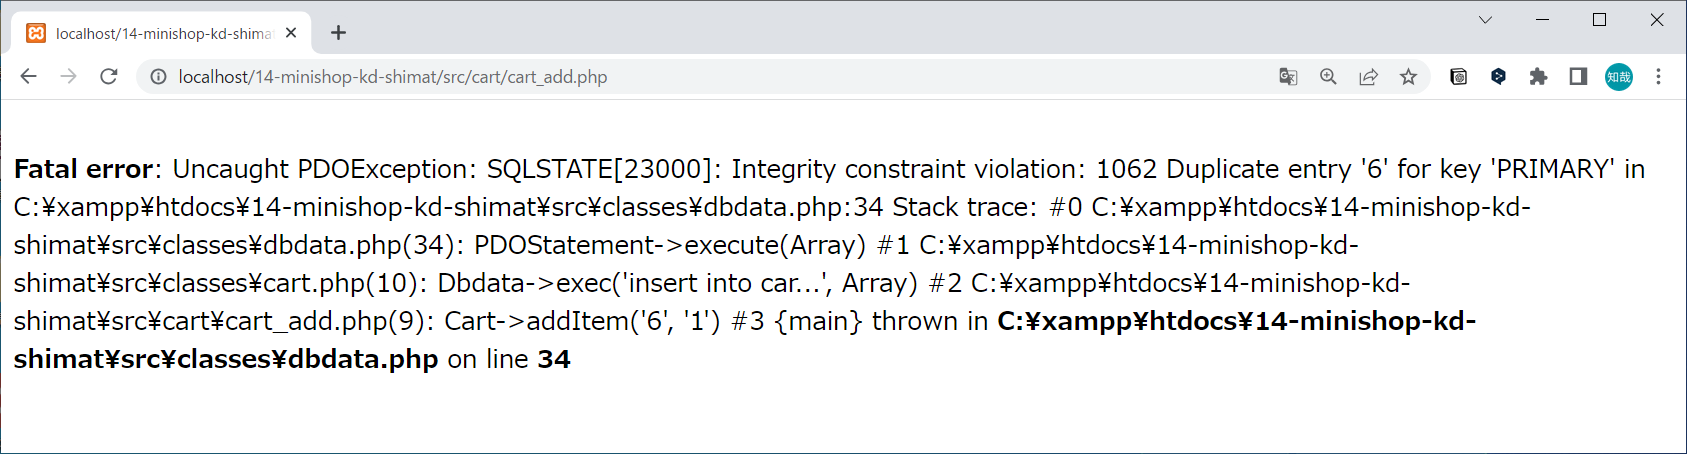 localhost/14-minishop-kd-shima
localhost/14-minishop-kd-shimat/src/cart/cart_add.php
知哉
Fatal error: Uncaught PDOException: SQLSTATE[23000]: Integrity constraint violation: 1062 Duplicate entry '6' for key 'PRIMARY' in
C:¥xampp¥htdocs¥14-minishop-kd-shimat¥src¥classes¥dbdata.php:34 Stack trace: #0 C:¥xampp¥htdocs¥14-minishop-kd-
shimat¥src¥classes¥dbdata.php(34): PDOStatement->execute(Array) #1 C:¥xampp¥htdocs¥14-minishop-kd-
shimat¥src¥classes¥cart.php(10): Dbdata->exec('insert into car...', Array) #2 C:¥xampp¥htdocs¥14-minishop-kd-
shimat¥src¥cart¥cart_add.php(9): Cart->addItem('6', '1') #3 {main} thrown in C:¥xampp¥htdocs¥14-minishop-kd-
shimat¥src¥classes¥dbdata.php on line 34